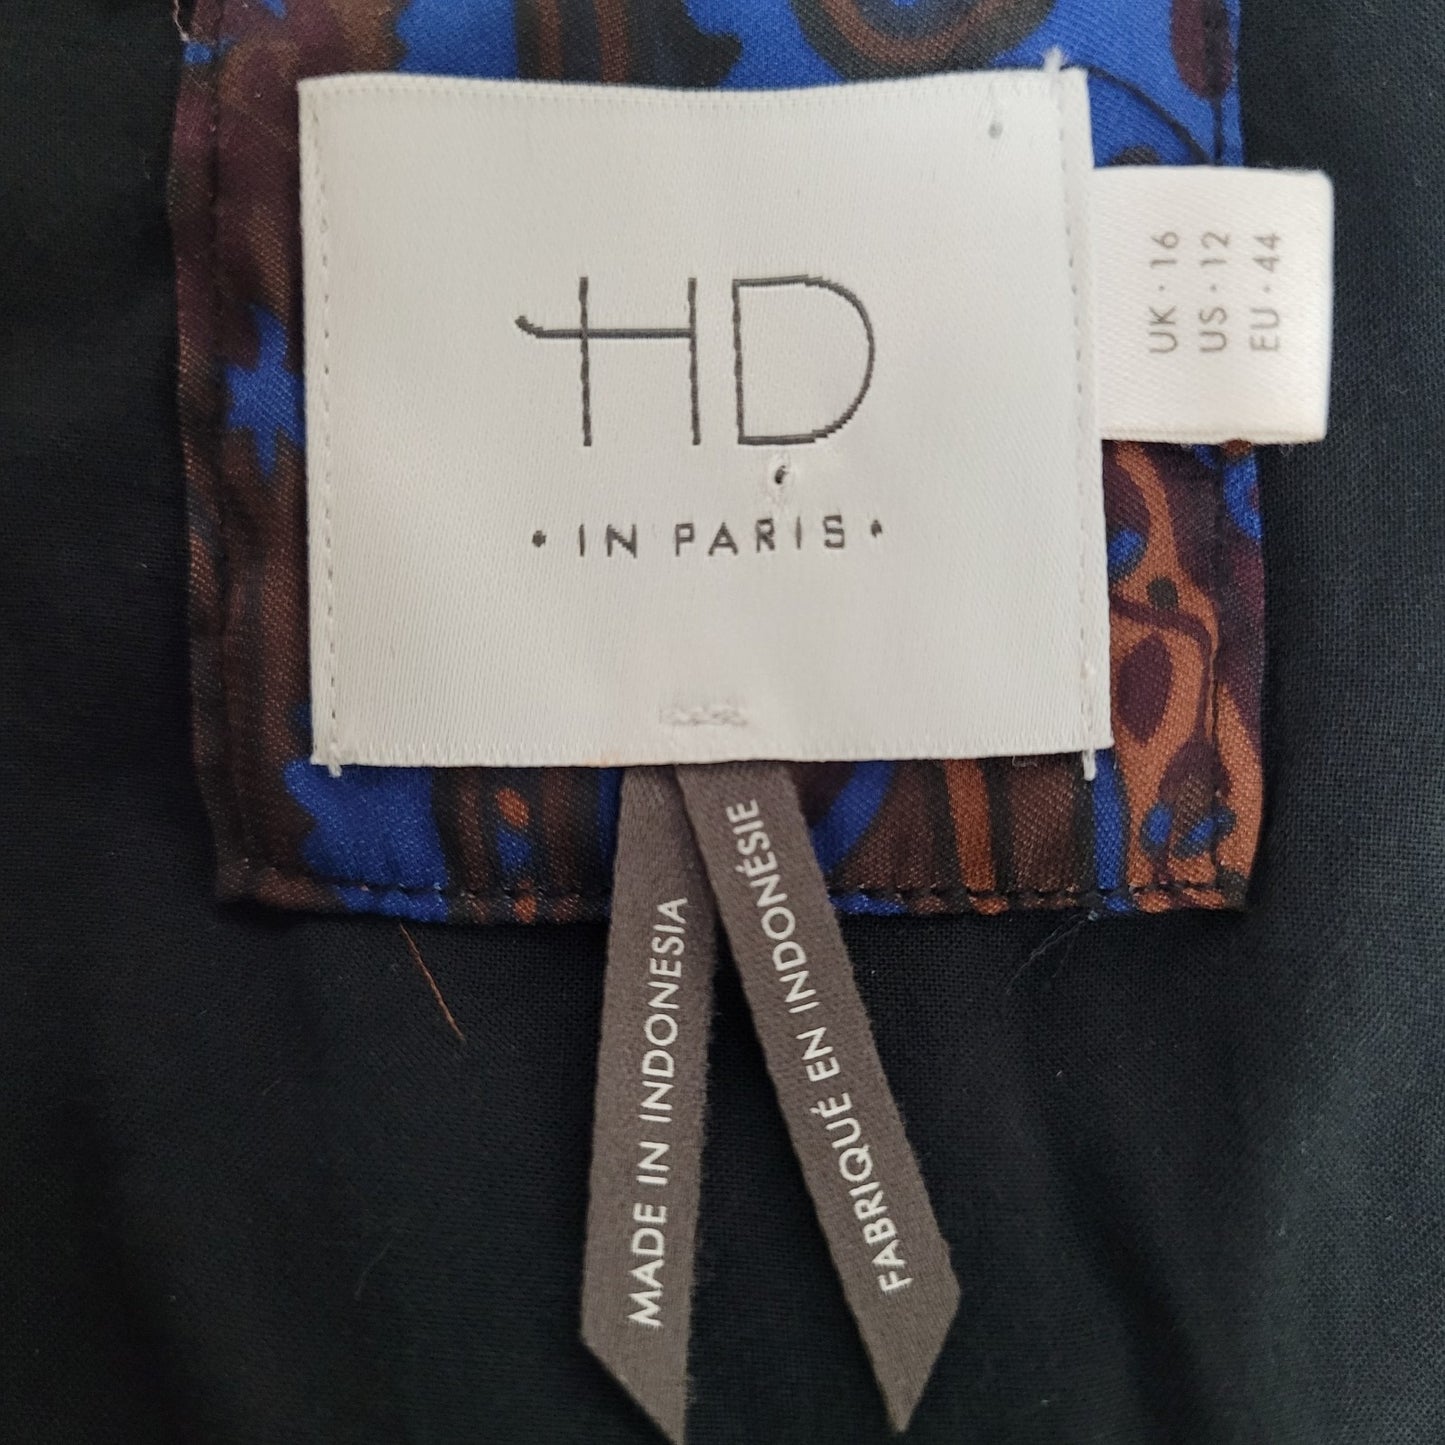 HD
• IN PARIS •
UK • 16
US • 12
EU • 44
MADE IN INDONESIA
FABRIQUÉ EN INDONÉSIE